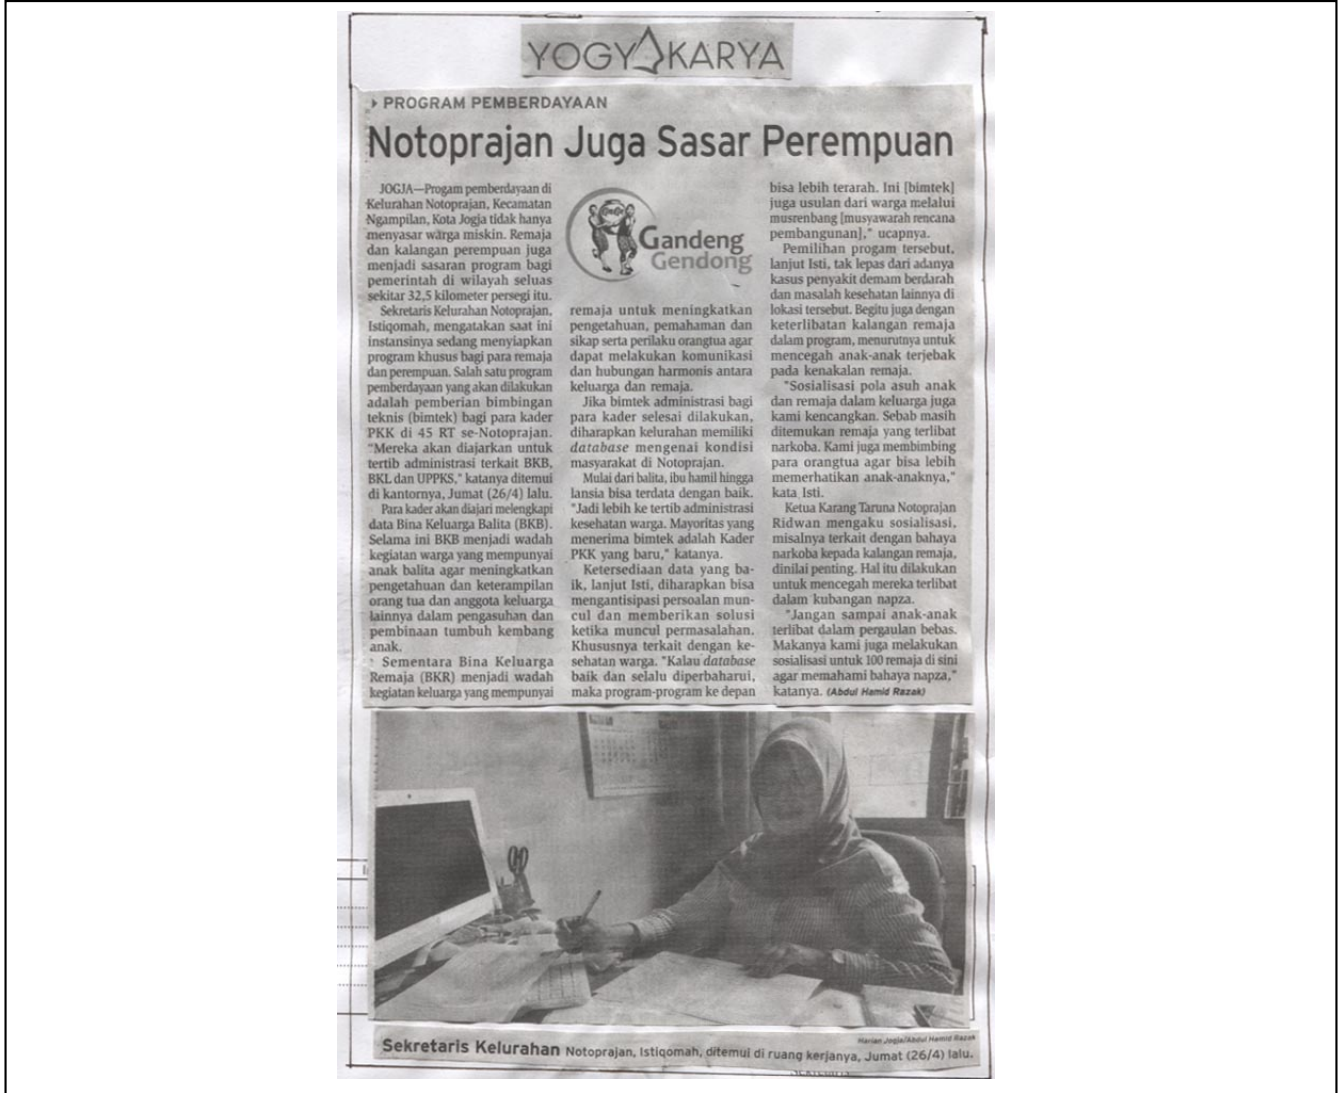 YOGYAKARYA
PROGRAM PEMBERDAYAAN
Notoprajan Juga Sasar Perempuan
JOGJA—Progam pemberdayaan di
Kelurahan Notoprajan, Kecamatan
Ngampilan, Kota Jogja tidak hanya
menyasar warga miskin. Remaja
dan kalangan perempuan juga
menjadi sasaran program bagi
pemerintah di wilayah seluas
sekitar 32,5 kilometer persegi itu.
Sekretaris Kelurahan Notoprajan,
Istiqomah, mengatakan saat ini
instansinya sedang menyiapkan
program khusus bagi para remaja
dan perempuan. Salah satu program
pemberdayaan yang akan dilakukan
adalah pemberian bimbingan
teknis (bimtek) bagi para kader
PKK di 45 RT se-Notoprajan.
"Mereka akan diajarkan untuk
tertib administrasi terkait BKB,
BKL dan UPPKS," katanya ditemui
di kantornya, Jumat (26/4) lalu.
Para kader akan diajari melengkapi
data Bina Keluarga Balita (BKB).
Selama ini BKB menjadi wadah
kegiatan warga yang mempunyai
anak balita agar meningkatkan
pengetahuan dan keterampilan
orang tua dan anggota keluarga
lainnya dalam pengasuhan dan
pembinaan tumbuh kembang
anak.
Sementara Bina Keluarga
Remaja (BKR) menjadi wadah
kegiatan keluarga yang mempunyai
Gandeng
Gendong
remaja untuk meningkatkan
pengetahuan, pemahaman dan
sikap serta perilaku orangtua agar
dapat melakukan komunikasi
dan hubungan harmonis antara
keluarga dan remaja.
Jika bimtek administrasi bagi
para kader selesai dilakukan,
diharapkan kelurahan memiliki
database mengenai kondisi
masyarakat di Notoprajan.
Mulai dari balita, ibu hamil hingga
lansia bisa terdata dengan baik.
"Jadi lebih ke tertib administrasi
kesehatan warga. Mayoritas yang
menerima bimtek adalah Kader
PKK yang baru," katanya.
Ketersediaan data yang ba-
ik, lanjut Isti, diharapkan bisa
mengantisipasi persoalan mun-
cul dan memberikan solusi
ketika muncul permasalahan.
Khususnya terkait dengan ke-
sehatan warga. "Kalau database
baik dan selalu diperbaharui,
maka program-program ke depan
bisa lebih terarah. Ini [bimtek]
juga usulan dari warga melalui
musrenbang [musyawarah rencana
pembangunan]," ucapnya.
Pemilihan progam tersebut,
lanjut Isti, tak lepas dari adanya
kasus penyakit demam berdarah
dan masalah kesehatan lainnya di
lokasi tersebut. Begitu juga dengan
keterlibatan kalangan remaja
dalam program, menurutnya untuk
mencegah anak-anak terjebak
pada kenakalan remaja.
"Sosialisasi pola asuh anak
dan remaja dalam keluarga juga
kami kencangkan. Sebab masih
ditemukan remaja yang terlibat
narkoba. Kami juga membimbing
para orangtua agar bisa lebih
memerhatikan anak-anaknya,"
kata Isti.
Ketua Karang Taruna Notoprajan
Ridwan mengaku sosialisasi,
misalnya terkait dengan bahaya
narkoba kepada kalangan remaja,
dinilai penting. Hal itu dilakukan
untuk mencegah mereka terlibat
dalam kubangan napza.
"Jangan sampai anak-anak
terlibat dalam pergaulan bebas.
Makanya kami juga melakukan
sosialisasi untuk 100 remaja di sini
agar memahami bahaya napza,"
katanya. (Abdul Hamid Razak)
Harian Jogja/Abdul Hamid Razak
Sekretaris Kelurahan Notoprajan, Istiqomah, ditemui di ruang kerjanya, Jumat (26/4) lalu.